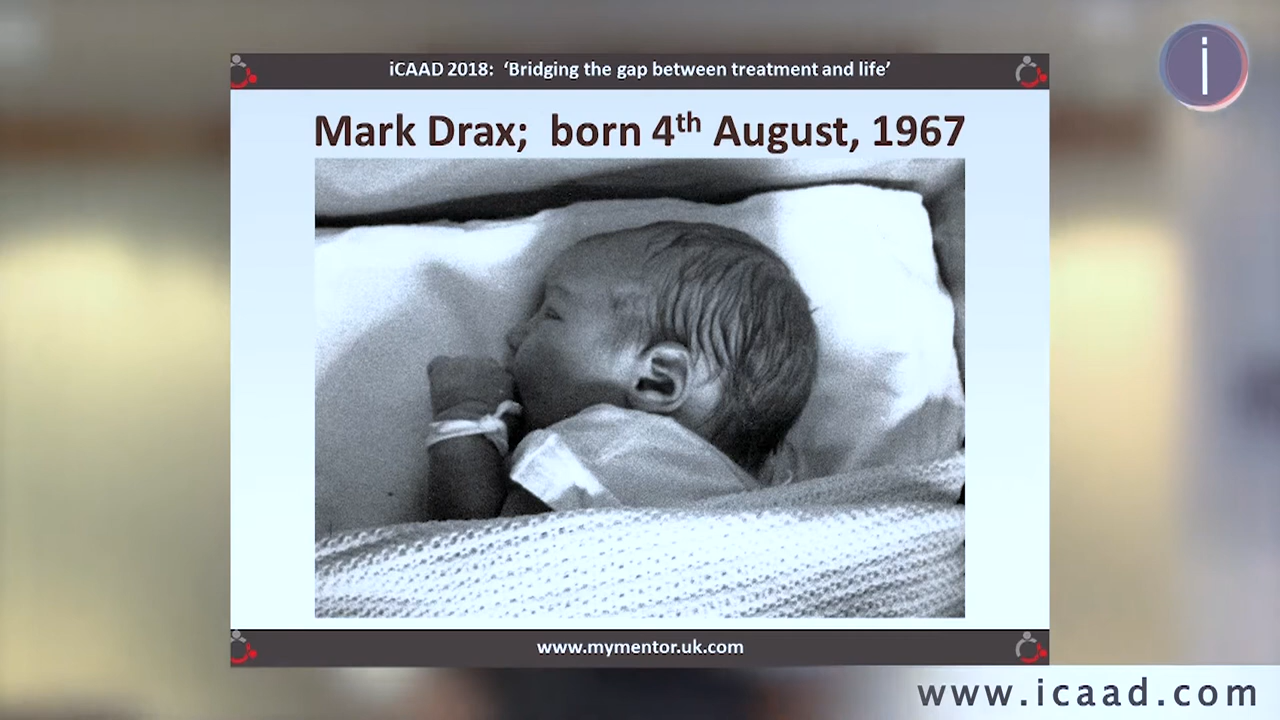 iCAAD 2018:  ‘Bridging the gap between treatment and life’
i
Mark Drax;  born 4th August, 1967
www.mymentor.uk.com
www.icaad.com